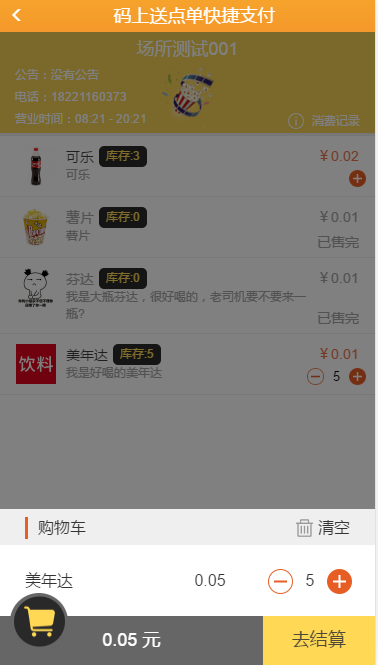 码上送点单快捷支付
场所测试001
公告：没有公告
电话：18221160373
营业时间：08:21 - 20:21
消费记录
可乐 库存:3 ￥0.02
可乐
薯片 库存:0 ￥0.01
薯片 已售完
芬达 库存:0 ￥0.01
我是大瓶芬达，很好喝的，老司机要不要来一
瓶?
已售完
饮料
美年达 库存:5 ￥0.01
我是好喝的美年达 5
购物车 清空
美年达 0.05 5
0.05 元 去结算